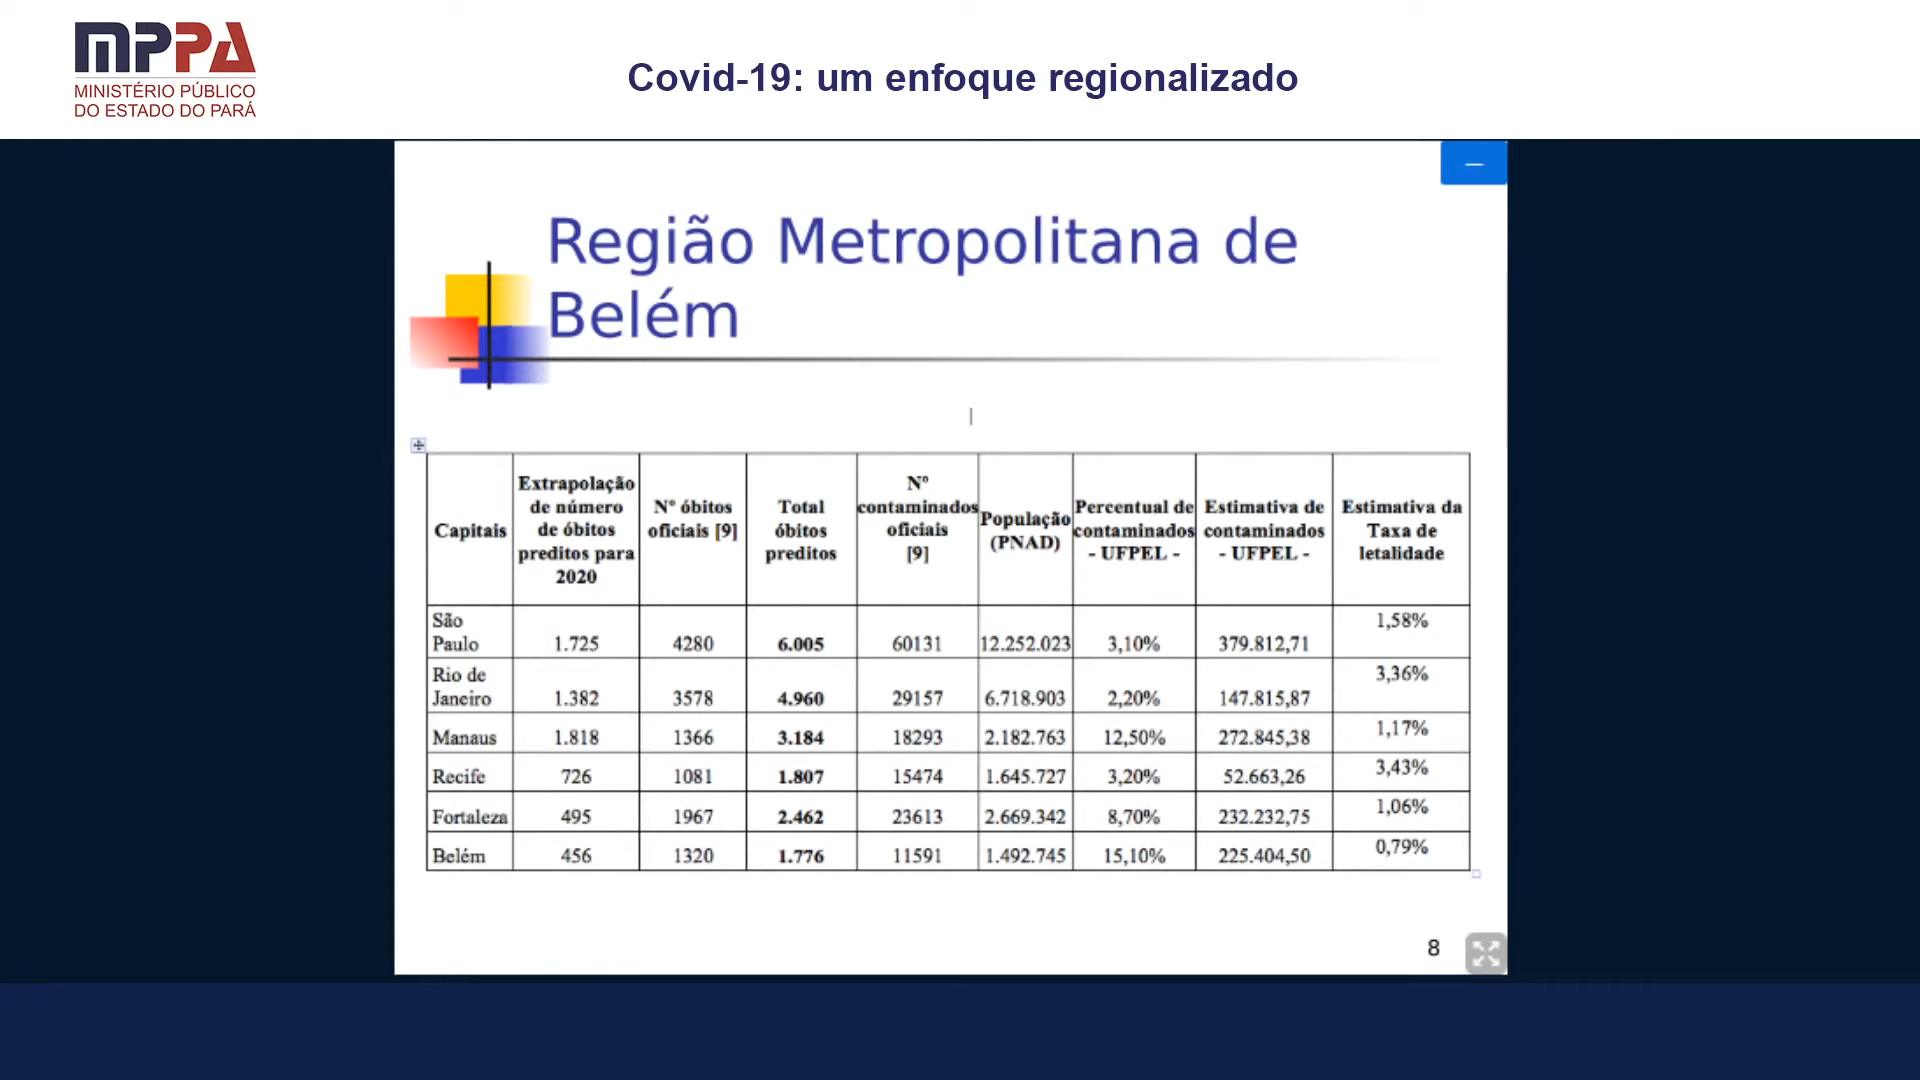 MPPA
MINISTÉRIO PÚBLICO
DO ESTADO DO PARÁ
Covid-19: um enfoque regionalizado
Região Metropolitana de
Belém
Capitais
Extrapolação
de número
de óbitos
preditos para
2020
Nº óbitos
oficiais [9]
Total
óbitos
preditos
Nº
contaminados
oficiais
[9]
População
(PNAD)
Percentual de
contaminados
- UFPEL -
Estimativa de
contaminados
- UFPEL -
Estimativa da
Taxa de
letalidade
São
Paulo 1.725 4280 6.005 60131 12.252.023 3,10% 379.812,71 1,58%
Rio de
Janeiro 1.382 3578 4.960 29157 6.718.903 2,20% 147.815,87 3,36%
Manaus 1.818 1366 3.184 18293 2.182.763 12,50% 272.845,38 1,17%
Recife 726 1081 1.807 15474 1.645.727 3,20% 52.663,26 3,43%
Fortaleza 495 1967 2.462 23613 2.669.342 8,70% 232.232,75 1,06%
Belém 456 1320 1.776 11591 1.492.745 15,10% 225.404,50 0,79%
8